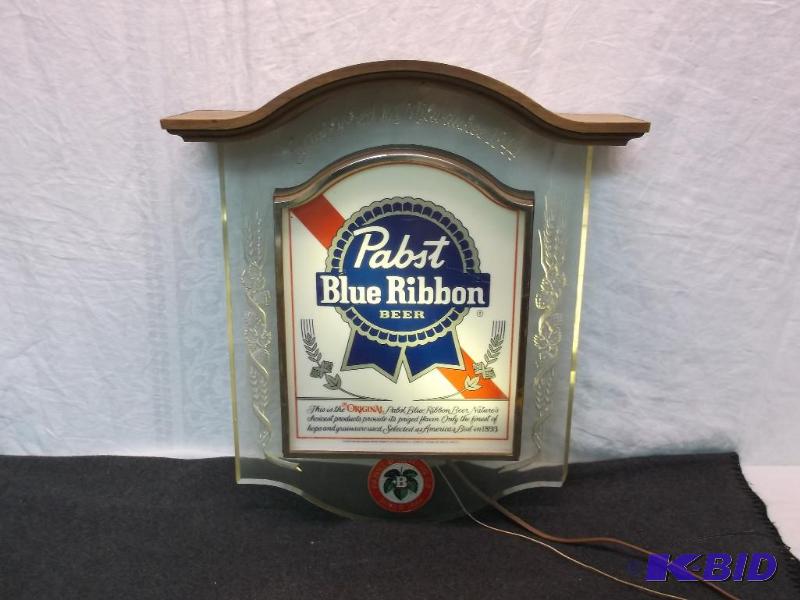 Pabst
Blue Ribbon
BEER
®
This is the ORIGINAL Pabst Blue Ribbon Beer. Nature's
choicest products provide its prized flavor. Only the finest of
hops and grains are used. Selected as America's Best in 1893.
B
K-BID